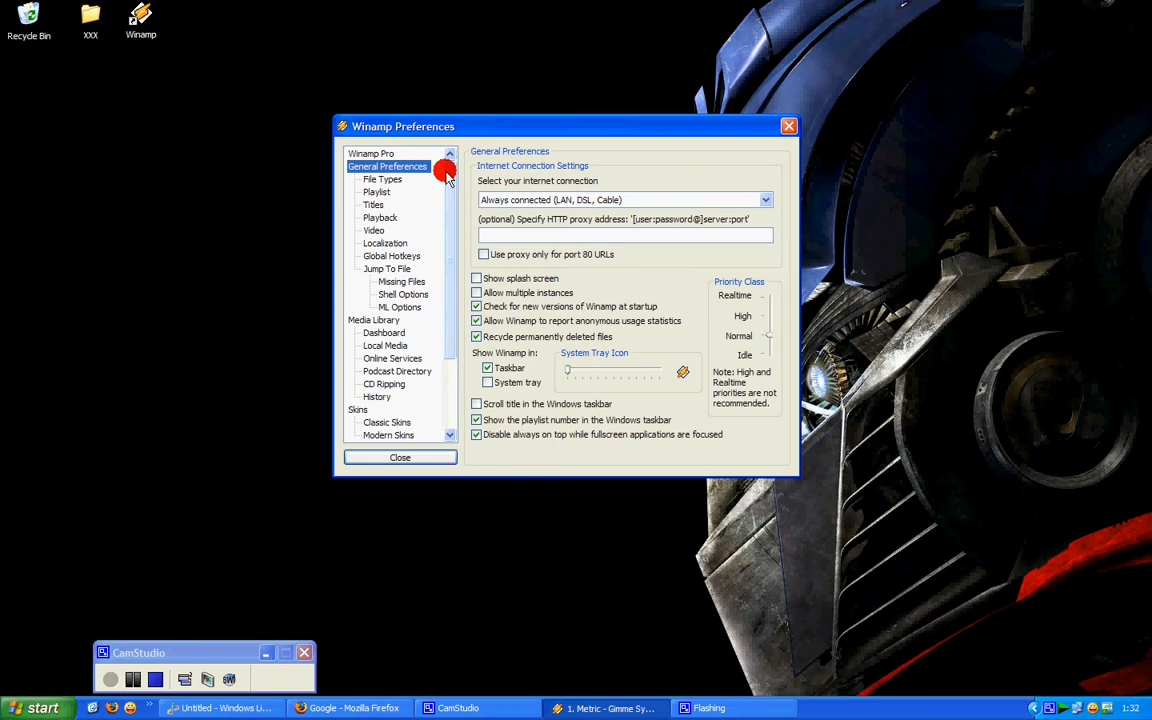 Recycle Bin
XXX
Winamp
Winamp Preferences
Winamp Pro
General Preferences
File Types
Playlist
Titles
Playback
Video
Localization
Global Hotkeys
Jump To File
Missing Files
Shell Options
ML Options
Media Library
Dashboard
Local Media
Online Services
Podcast Directory
CD Ripping
History
Skins
Classic Skins
Modern Skins
Close
General Preferences
Internet Connection Settings
Select your internet connection
Always connected (LAN, DSL, Cable)
(optional) Specify HTTP proxy address: '[user:password@]server:port'
Use proxy only for port 80 URLs
Show splash screen
Allow multiple instances
Check for new versions of Winamp at startup
Allow Winamp to report anonymous usage statistics
Recycle permanently deleted files
Show Winamp in:
Taskbar
System tray
System Tray Icon
Priority Class
Realtime
High
Normal
Idle
Note: High and
Realtime
priorities are not
recommended.
Scroll title in the Windows taskbar
Show the playlist number in the Windows taskbar
Disable always on top while fullscreen applications are focused
CamStudio
SWF
start
Untitled - Windows Li...
Google - Mozilla Firefox
CamStudio
1. Metric - Gimme Sy...
Flashing
1:32